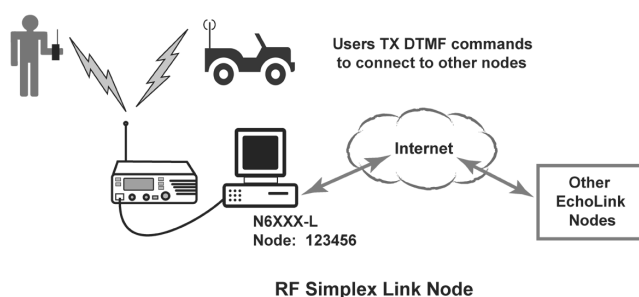 Users TX DTMF commands
to connect to other nodes
Internet
Other
EchoLink
Nodes
N6XXX-L
Node: 123456
RF Simplex Link Node